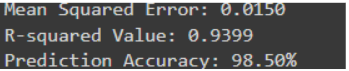 Mean Squared Error: 0.0150
R-squared Value: 0.9399
Prediction Accuracy: 98.50%